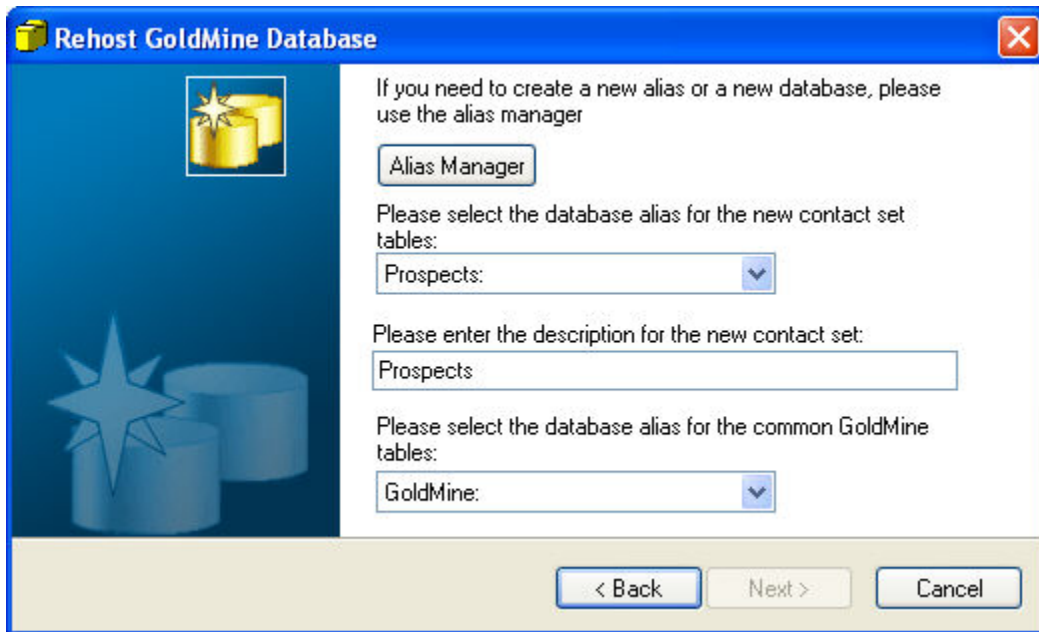 Rehost GoldMine Database
If you need to create a new alias or a new database, please
use the alias manager
Alias Manager
Please select the database alias for the new contact set
tables:
Prospects:
Please enter the description for the new contact set:
Prospects
Please select the database alias for the common GoldMine
tables:
GoldMine:
< Back Next > Cancel